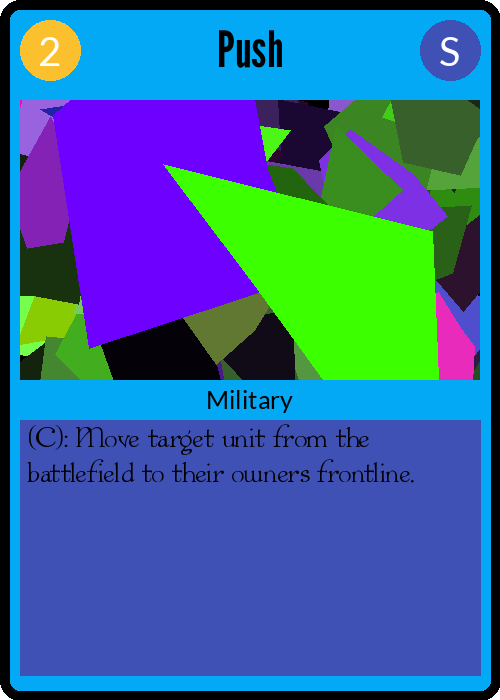 2 Push S
Military
(C): Move target unit from the
battlefield to their owners frontline.